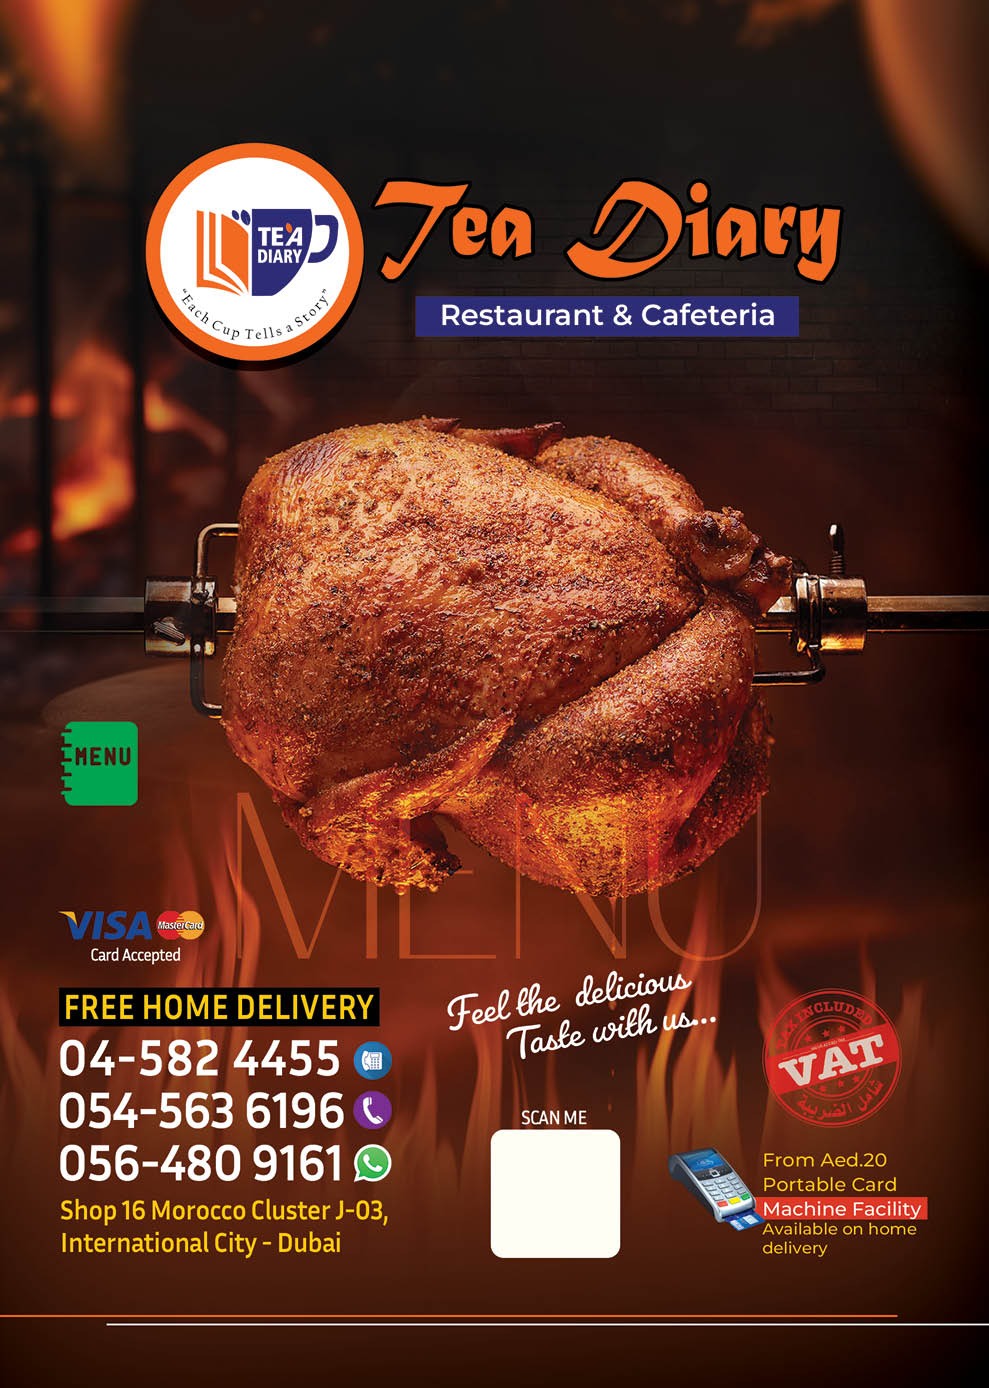 TEA
DIARY
"Each Cup Tells a Story"
Tea Diary
Restaurant & Cafeteria
MENU
MENU
VISA
MasterCard
Card Accepted
FREE HOME DELIVERY
04-582 4455
054-563 6196
056-480 9161
Shop 16 Morocco Cluster J-03,
International City - Dubai
Feel the delicious
Taste with us...
SCAN ME
TAX INCLUDED
VAT
شامل الضريبة
From Aed.20
Portable Card
Machine Facility
Available on home
delivery